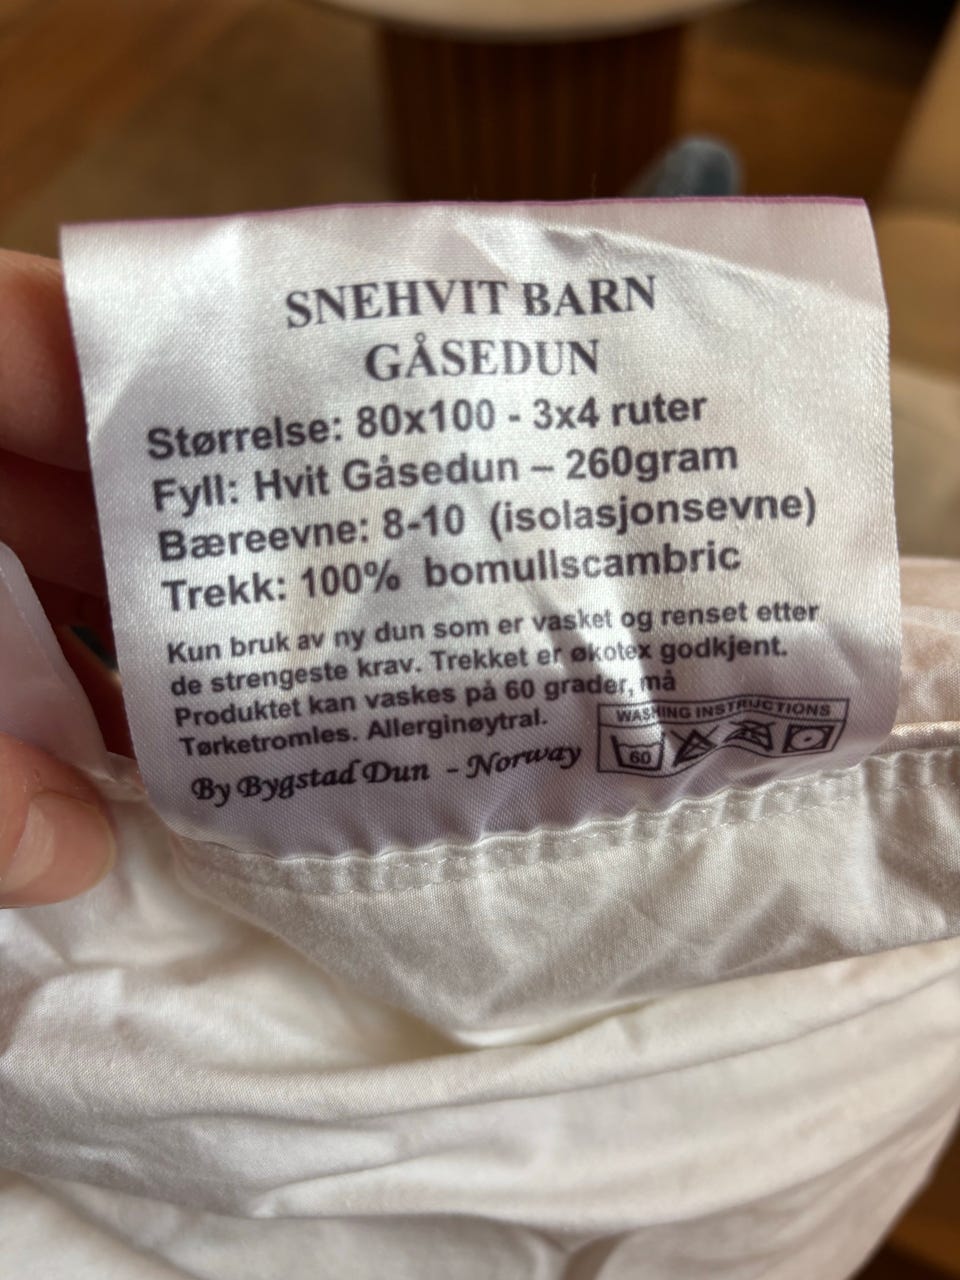 SNEHVIT BARN
GÅSEDUN
Størrelse: 80x100 - 3x4 ruter
Fyll: Hvit Gåsedun – 260gram
Bæreevne: 8-10 (isolasjonsevne)
Trekk: 100% bomullscambric
Kun bruk av ny dun som er vasket og renset etter
de strengeste krav. Trekket er økotex godkjent.
Produktet kan vaskes på 60 grader, må
Tørketromles. Allerginøytral.
WASHING INSTRUCTIONS
60
By Bygstad Dun - Norway